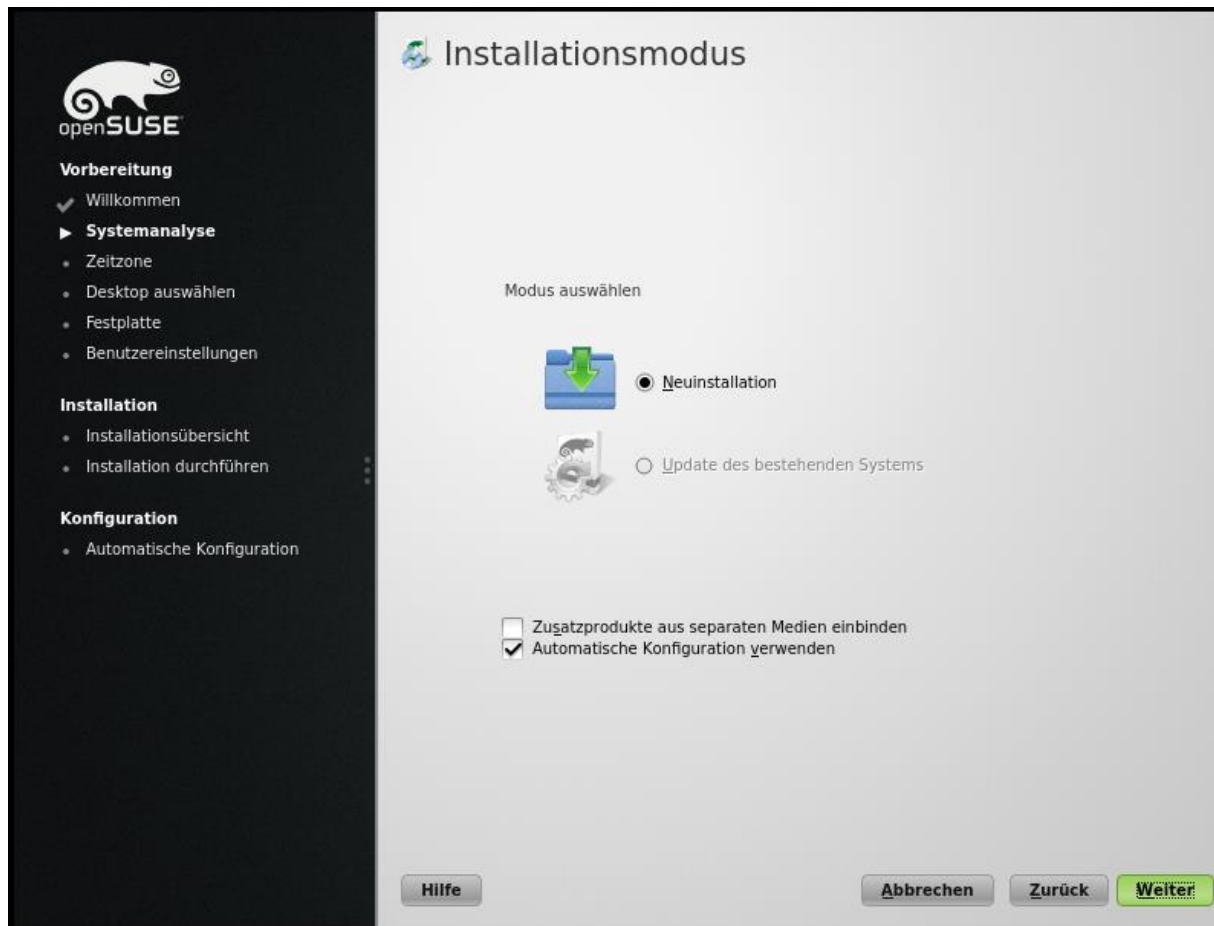 openSUSE
Vorbereitung
Willkommen
Systemanalyse
Zeitzone
Desktop auswählen
Festplatte
Benutzereinstellungen
Installation
Installationsübersicht
Installation durchführen
Konfiguration
Automatische Konfiguration
Installationsmodus
Modus auswählen
Neuinstallation
Update des bestehenden Systems
Zusatzprodukte aus separaten Medien einbinden
Automatische Konfiguration verwenden
Hilfe
Abbrechen
Zurück
Weiter